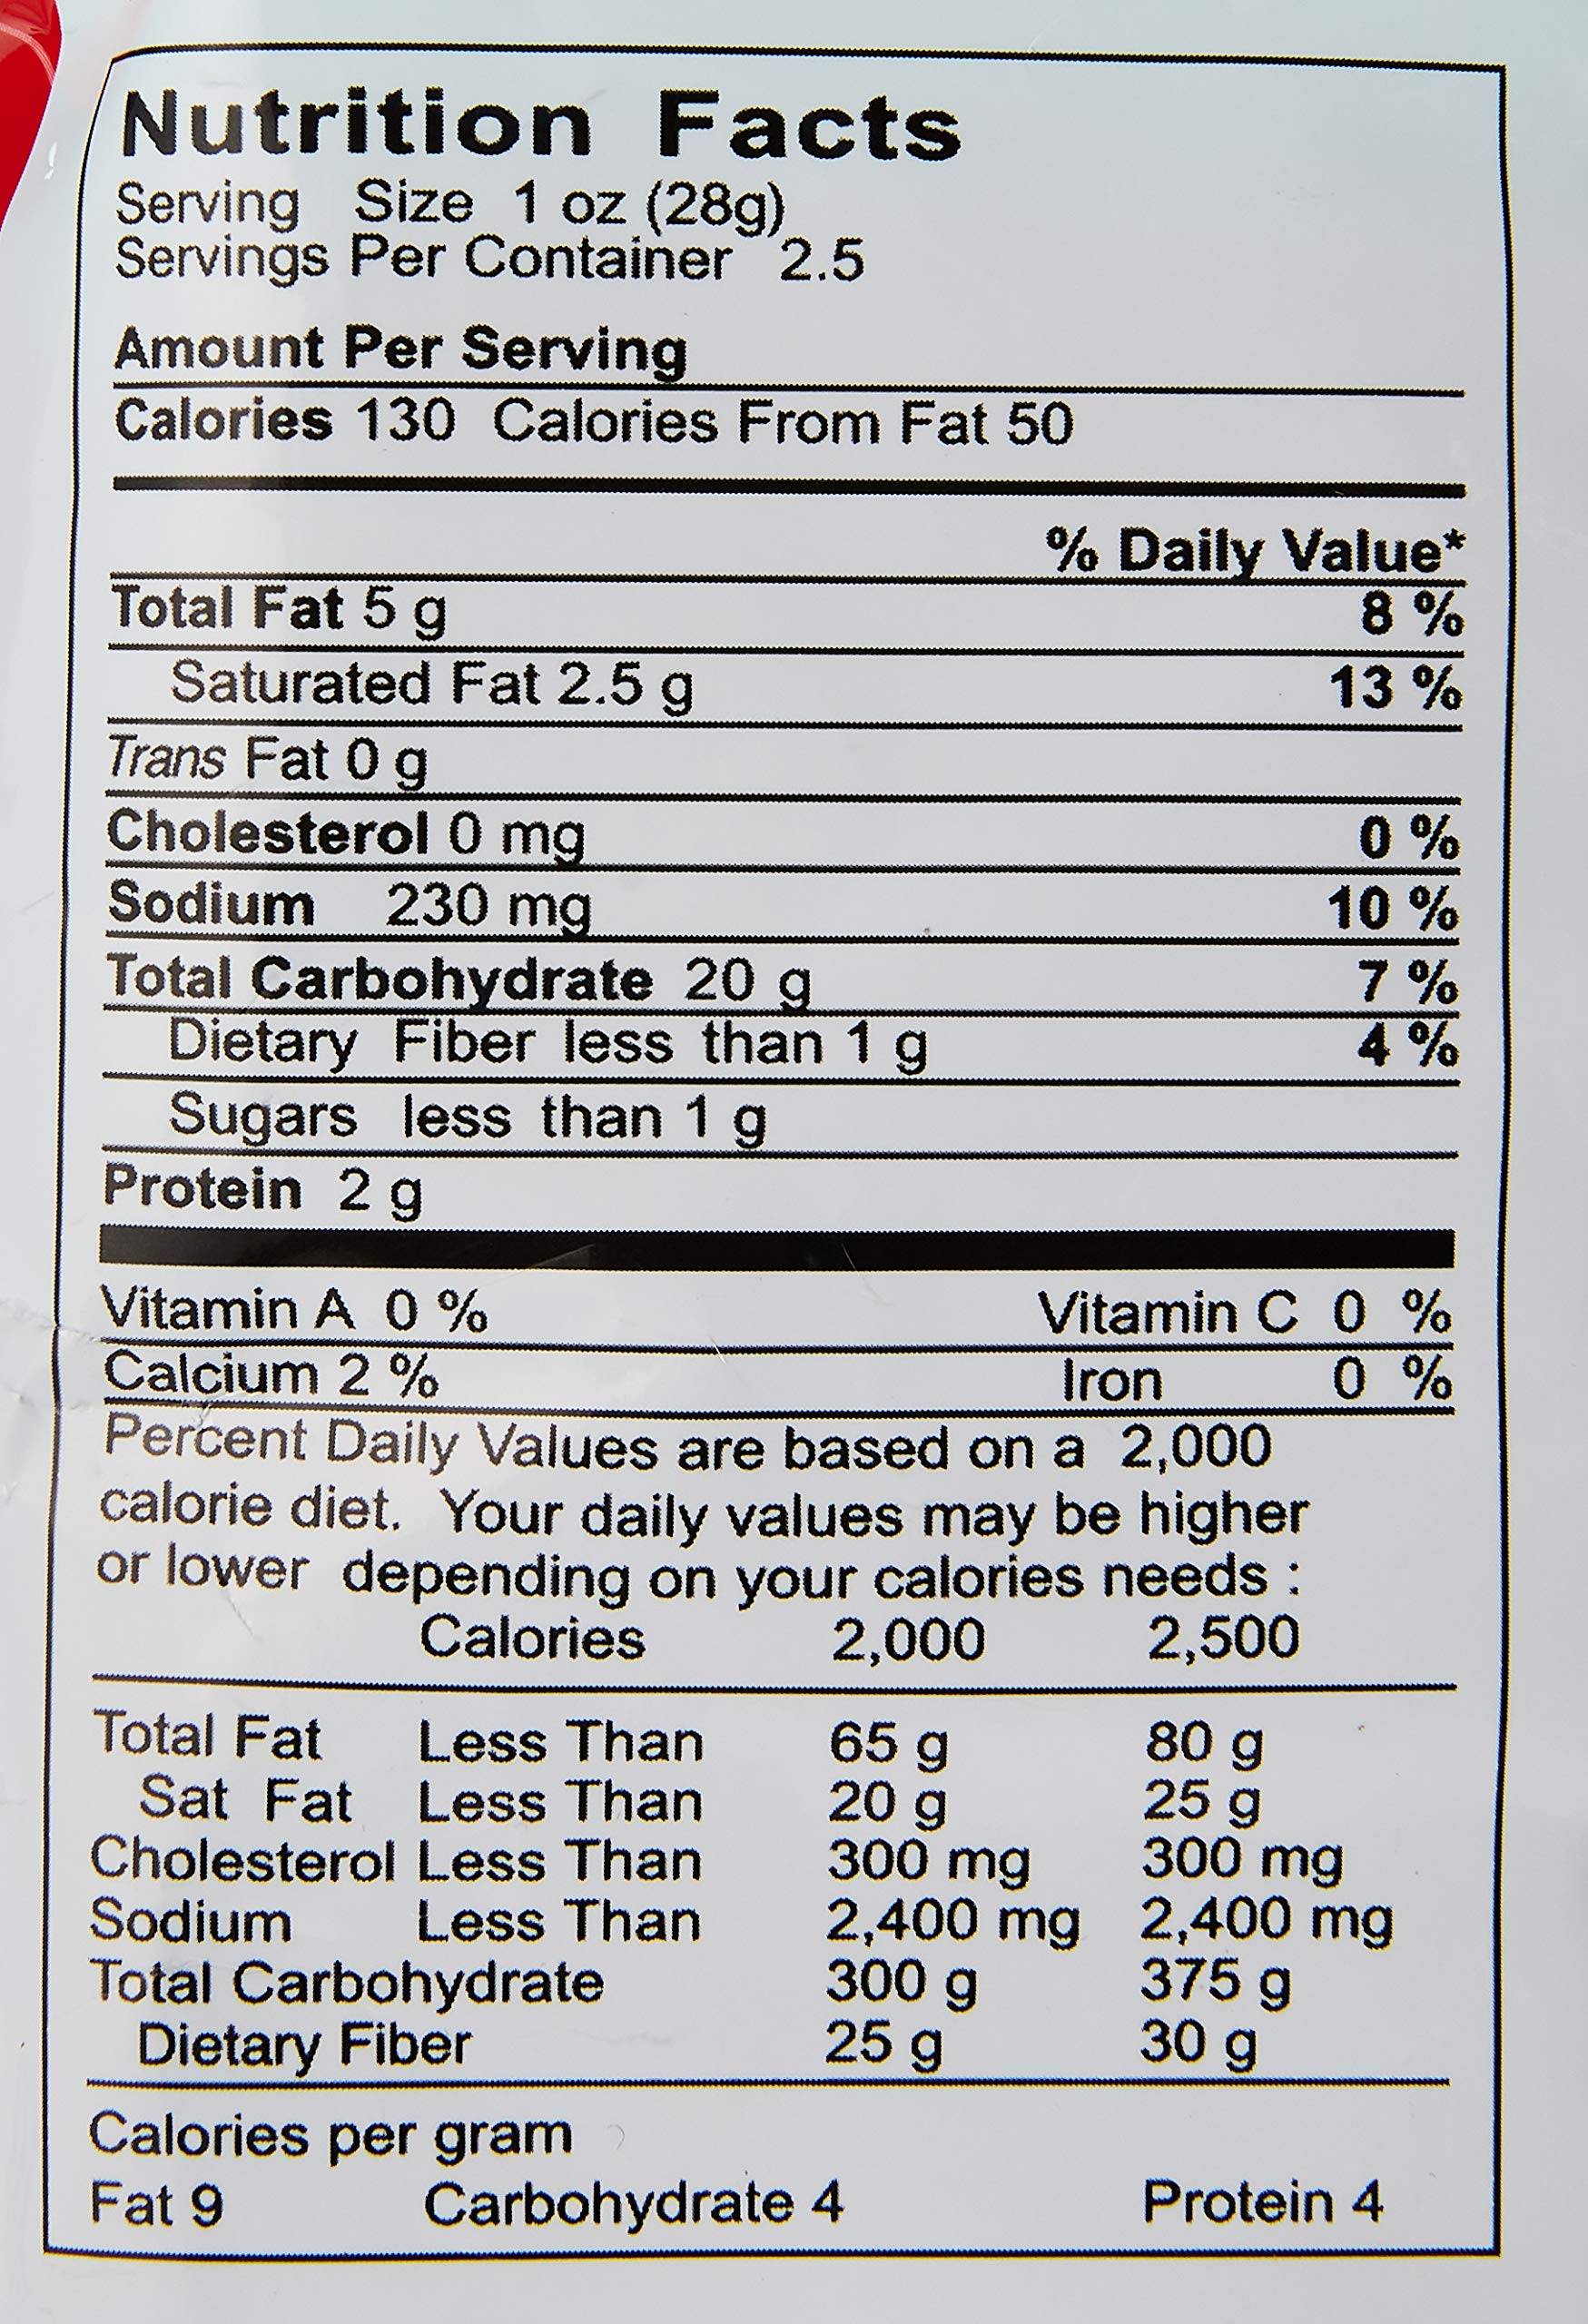 Nutrition Facts
Serving Size 1 oz (28g)
Servings Per Container 2.5
Amount Per Serving
Calories 130 Calories From Fat 50
% Daily Value*
Total Fat 5 g 8 %
Saturated Fat 2.5 g 13 %
Trans Fat 0 g
Cholesterol 0 mg 0 %
Sodium 230 mg 10 %
Total Carbohydrate 20 g 7 %
Dietary Fiber less than 1 g 4 %
Sugars less than 1 g
Protein 2 g
Vitamin A 0 % Vitamin C 0 %
Calcium 2 % Iron 0 %
Percent Daily Values are based on a 2,000
calorie diet. Your daily values may be higher
or lower depending on your calories needs :
Calories 2,000 2,500
Total Fat Less Than 65 g 80 g
Sat Fat Less Than 20 g 25 g
Cholesterol Less Than 300 mg 300 mg
Sodium Less Than 2,400 mg 2,400 mg
Total Carbohydrate 300 g 375 g
Dietary Fiber 25 g 30 g
Calories per gram
Fat 9 Carbohydrate 4 Protein 4